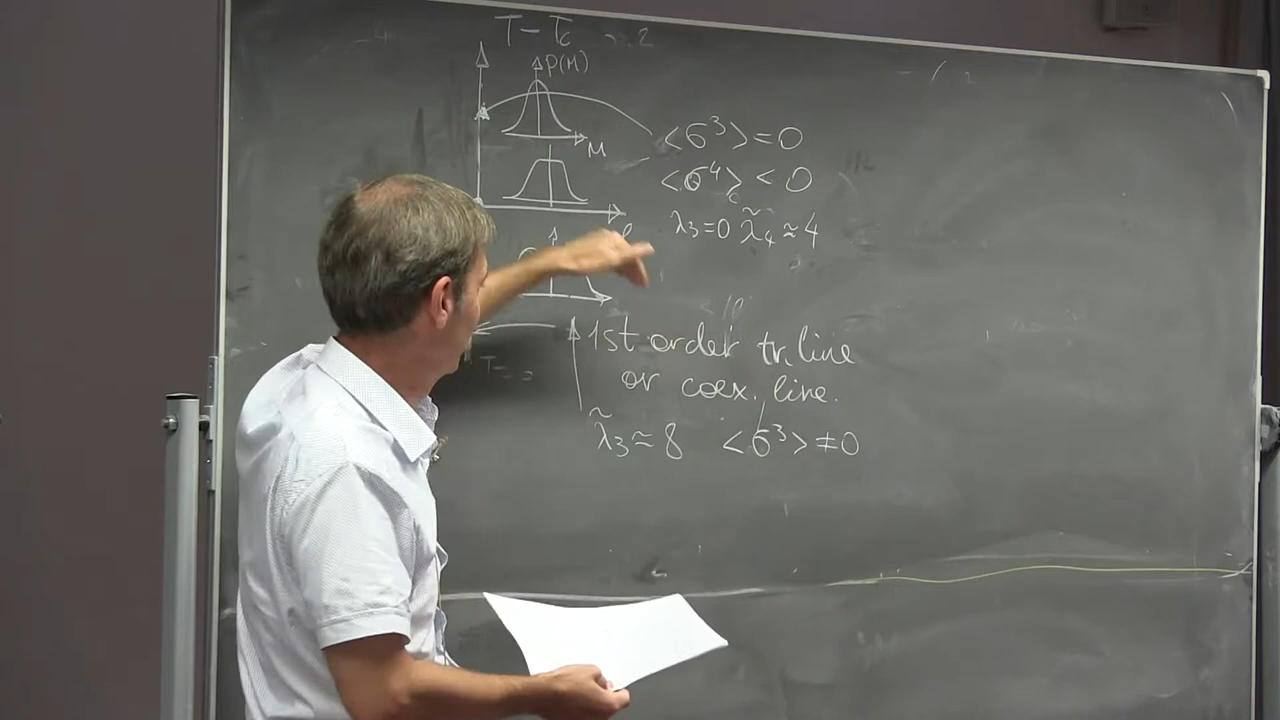 T - Tc
P(M)
M
<σ³> = 0
<σ⁴>c < 0
λ₃=0 λ̃₄ ≈ 4
1st order tr. line
or coex. line.
λ̃₃ ≈ 8 <σ³> ≠ 0